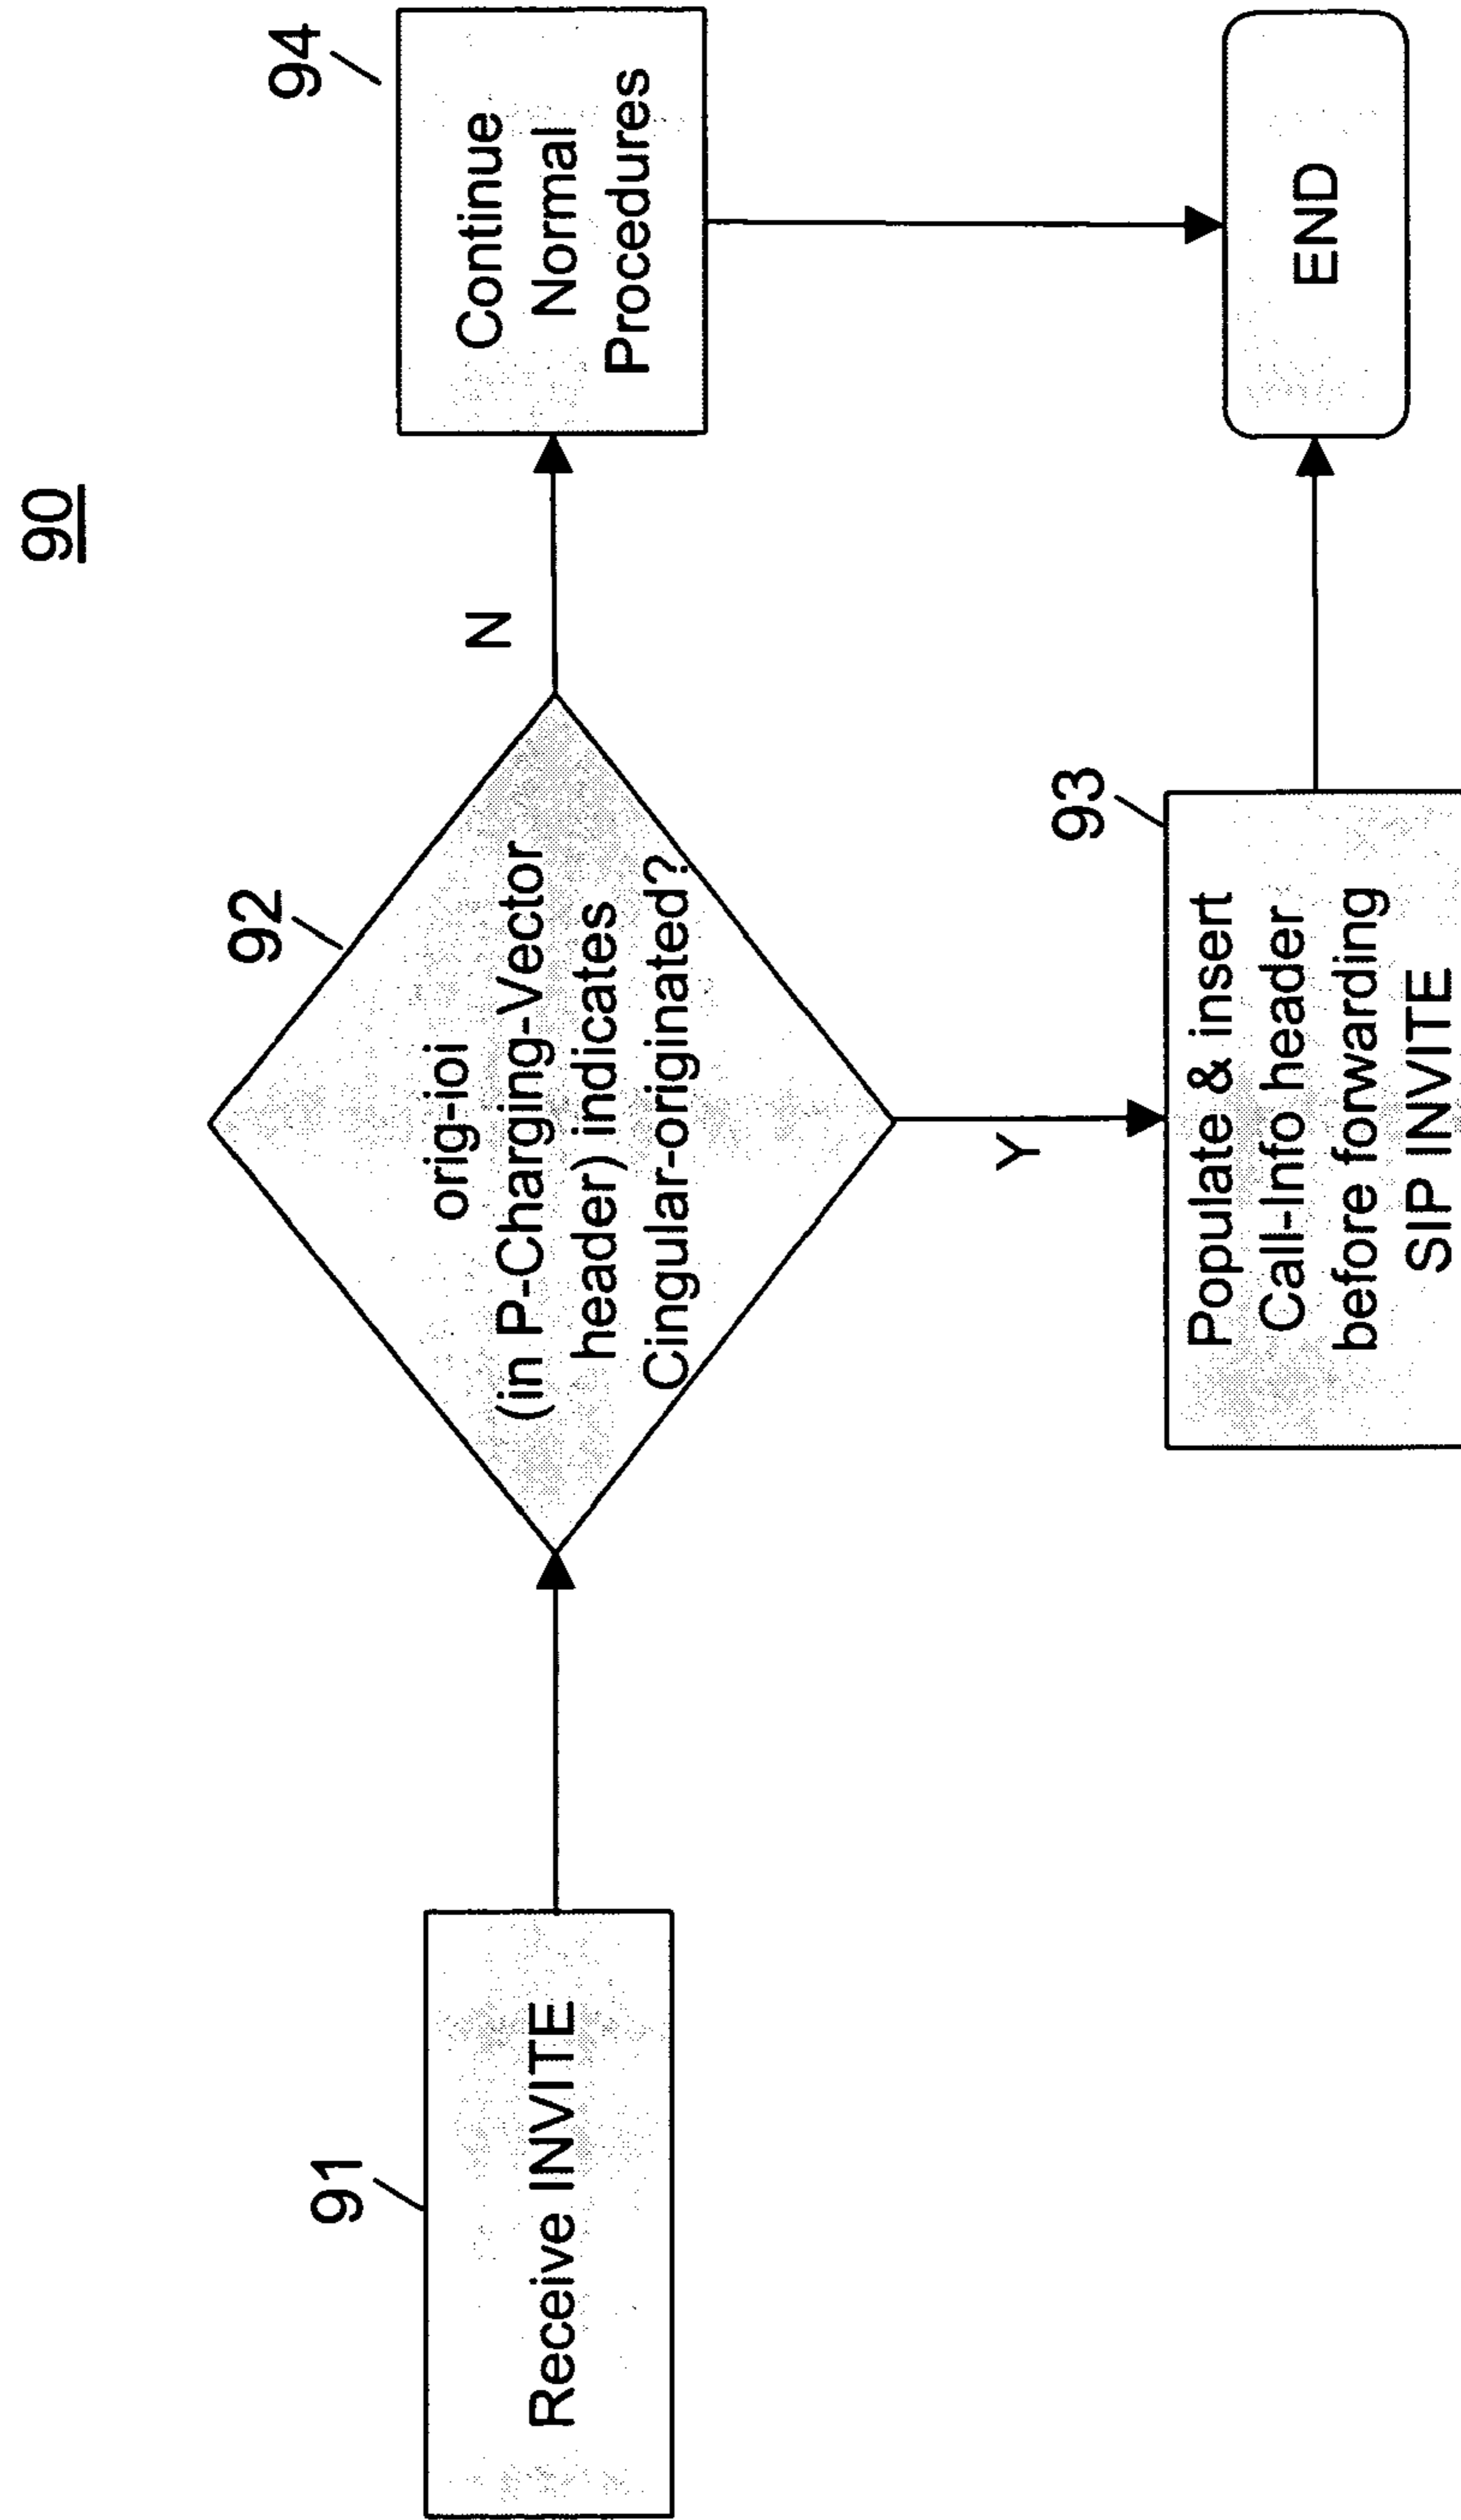 90
91
Receive INVITE
92
orig-ioi
(in P-Charging-Vector
header) indicates
Cingular-originated?
N
94
Continue
Normal
Procedures
Y
93
Populate & insert
Call-Info header
before forwarding
SIP INVITE
END